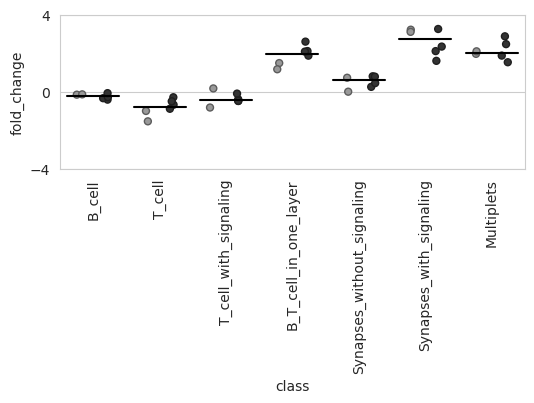 4
0
−4
fold_change
B_cell
T_cell
T_cell_with_signaling
B_T_cell_in_one_layer
Synapses_without_signaling
Synapses_with_signaling
Multiplets
class